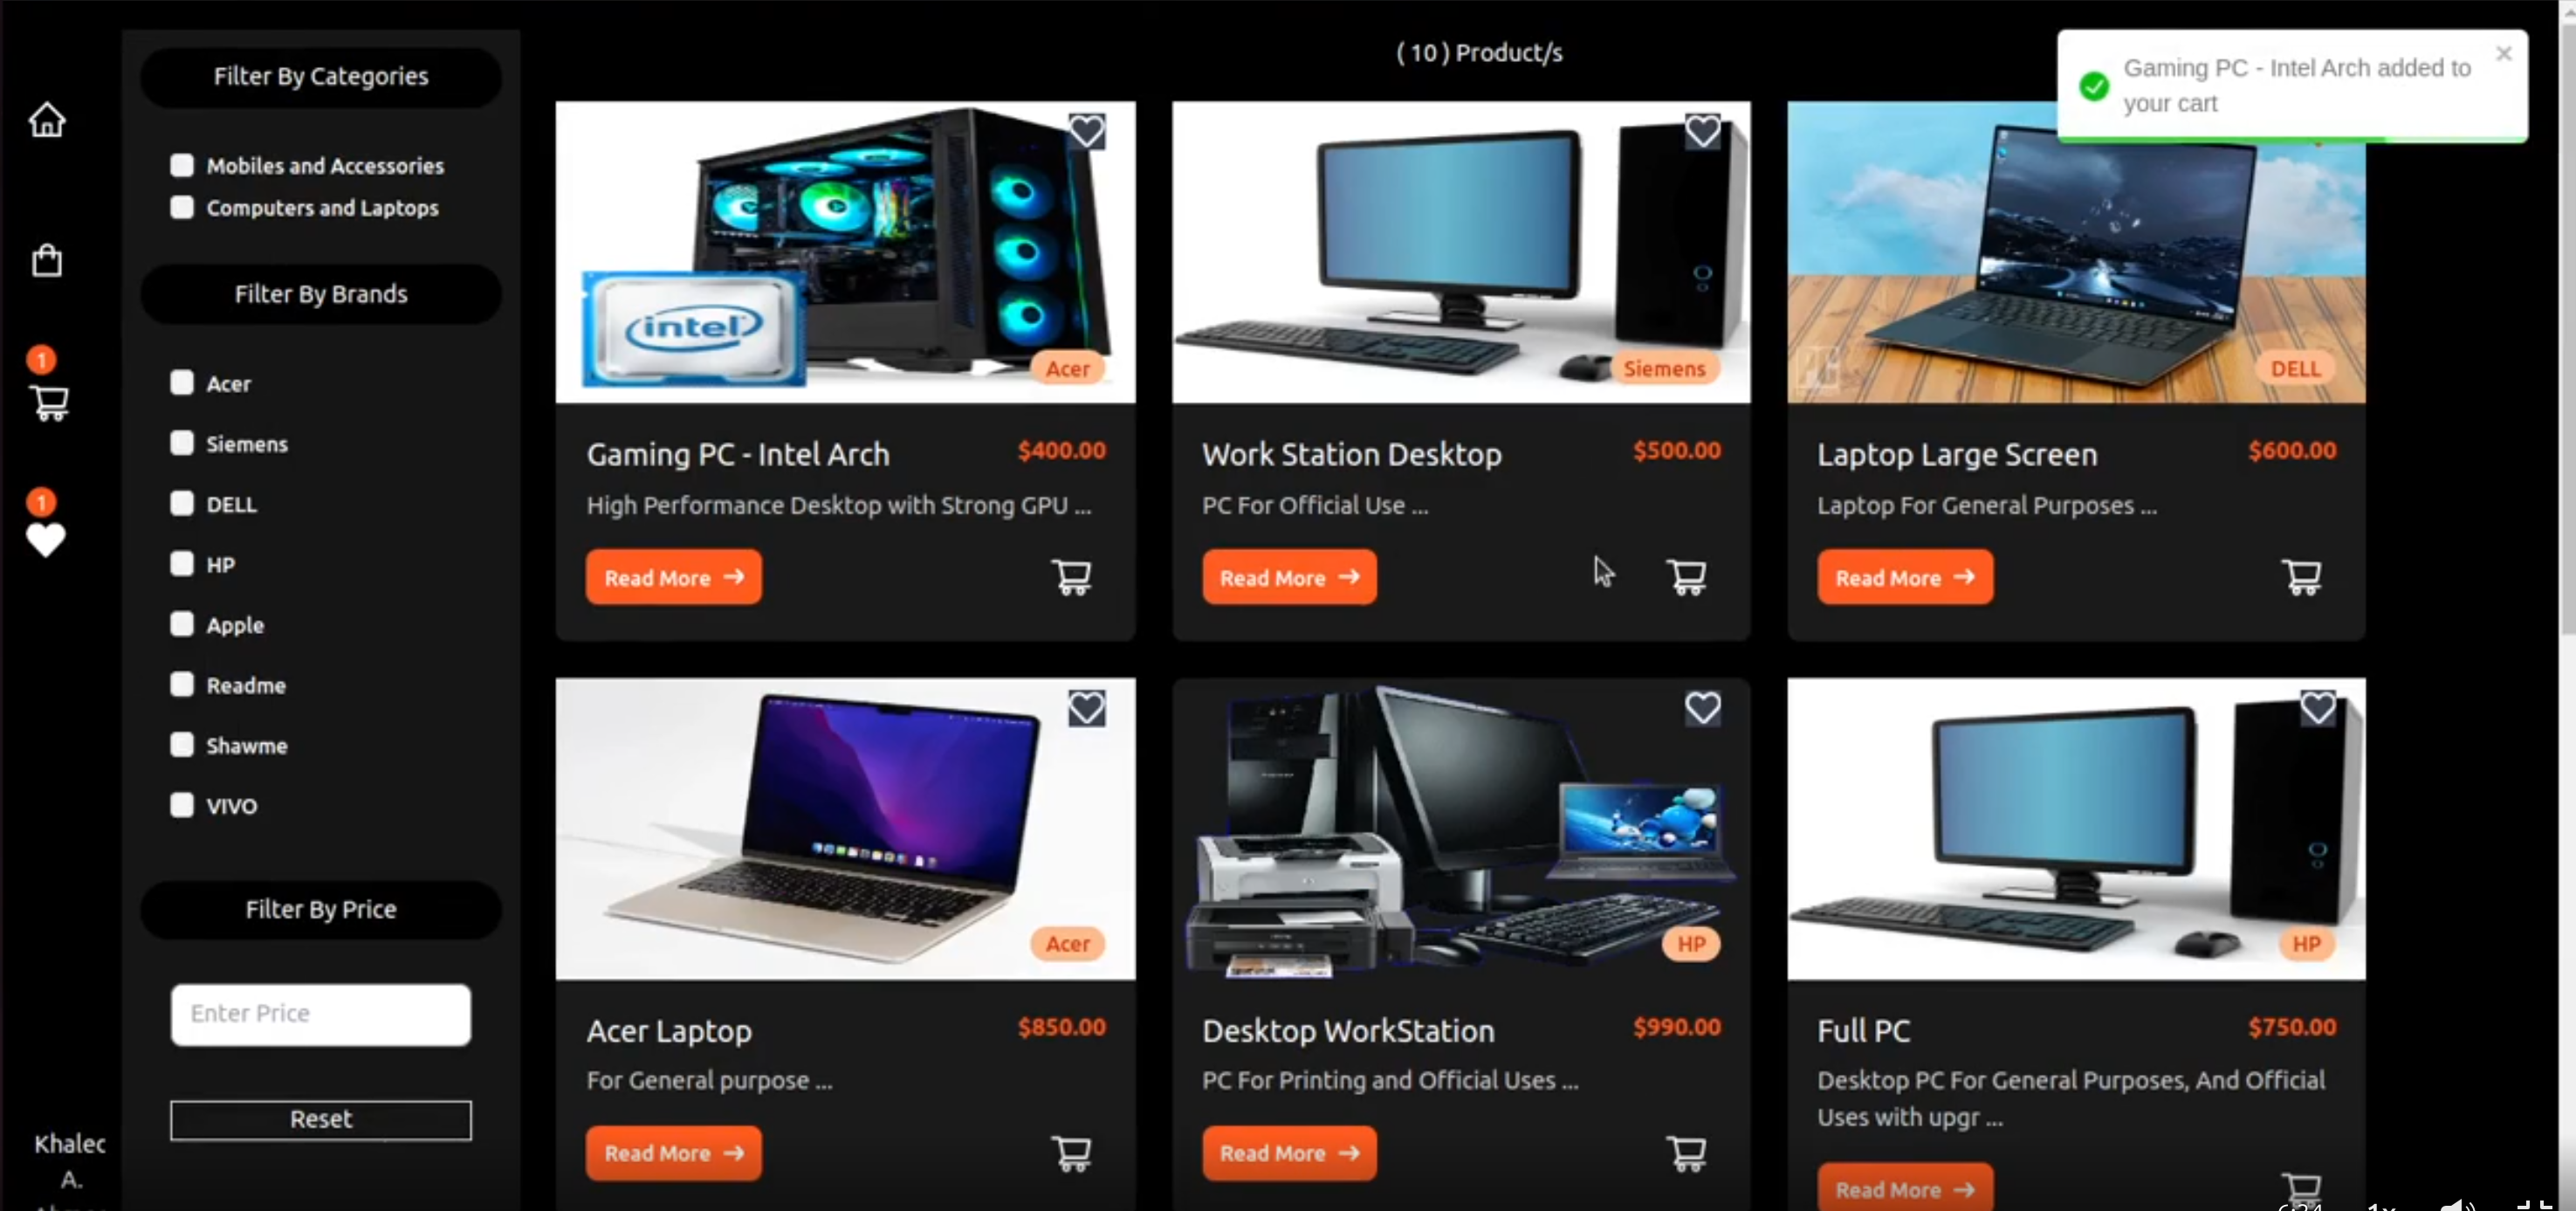 Filter By Categories
Mobiles and Accessories
Computers and Laptops
Filter By Brands
Acer
Siemens
DELL
HP
Apple
Readme
Shawme
VIVO
Filter By Price
Enter Price
Reset
1
1
Khalec
A.
( 10 ) Product/s
Gaming PC - Intel Arch added to
your cart
intel
Acer
Gaming PC - Intel Arch
$400.00
High Performance Desktop with Strong GPU ...
Read More
Siemens
Work Station Desktop
$500.00
PC For Official Use ...
Read More
DELL
Laptop Large Screen
$600.00
Laptop For General Purposes ...
Read More
Acer
Acer Laptop
$850.00
For General purpose ...
Read More
HP
Desktop WorkStation
$990.00
PC For Printing and Official Uses ...
Read More
HP
Full PC
$750.00
Desktop PC For General Purposes, And Official
Uses with upgr ...
Read More